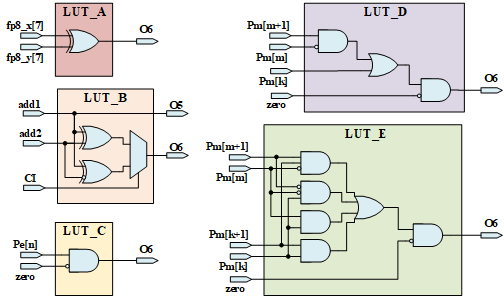 LUT_A
fp8_x[7]
fp8_y[7]
O6
LUT_B
add1
add2
CI
O5
O6
LUT_C
Pe[n]
zero
O6
LUT_D
Pm[m+1]
Pm[m]
Pm[k]
zero
O6
LUT_E
Pm[m+1]
Pm[m]
Pm[k+1]
Pm[k]
zero
O6